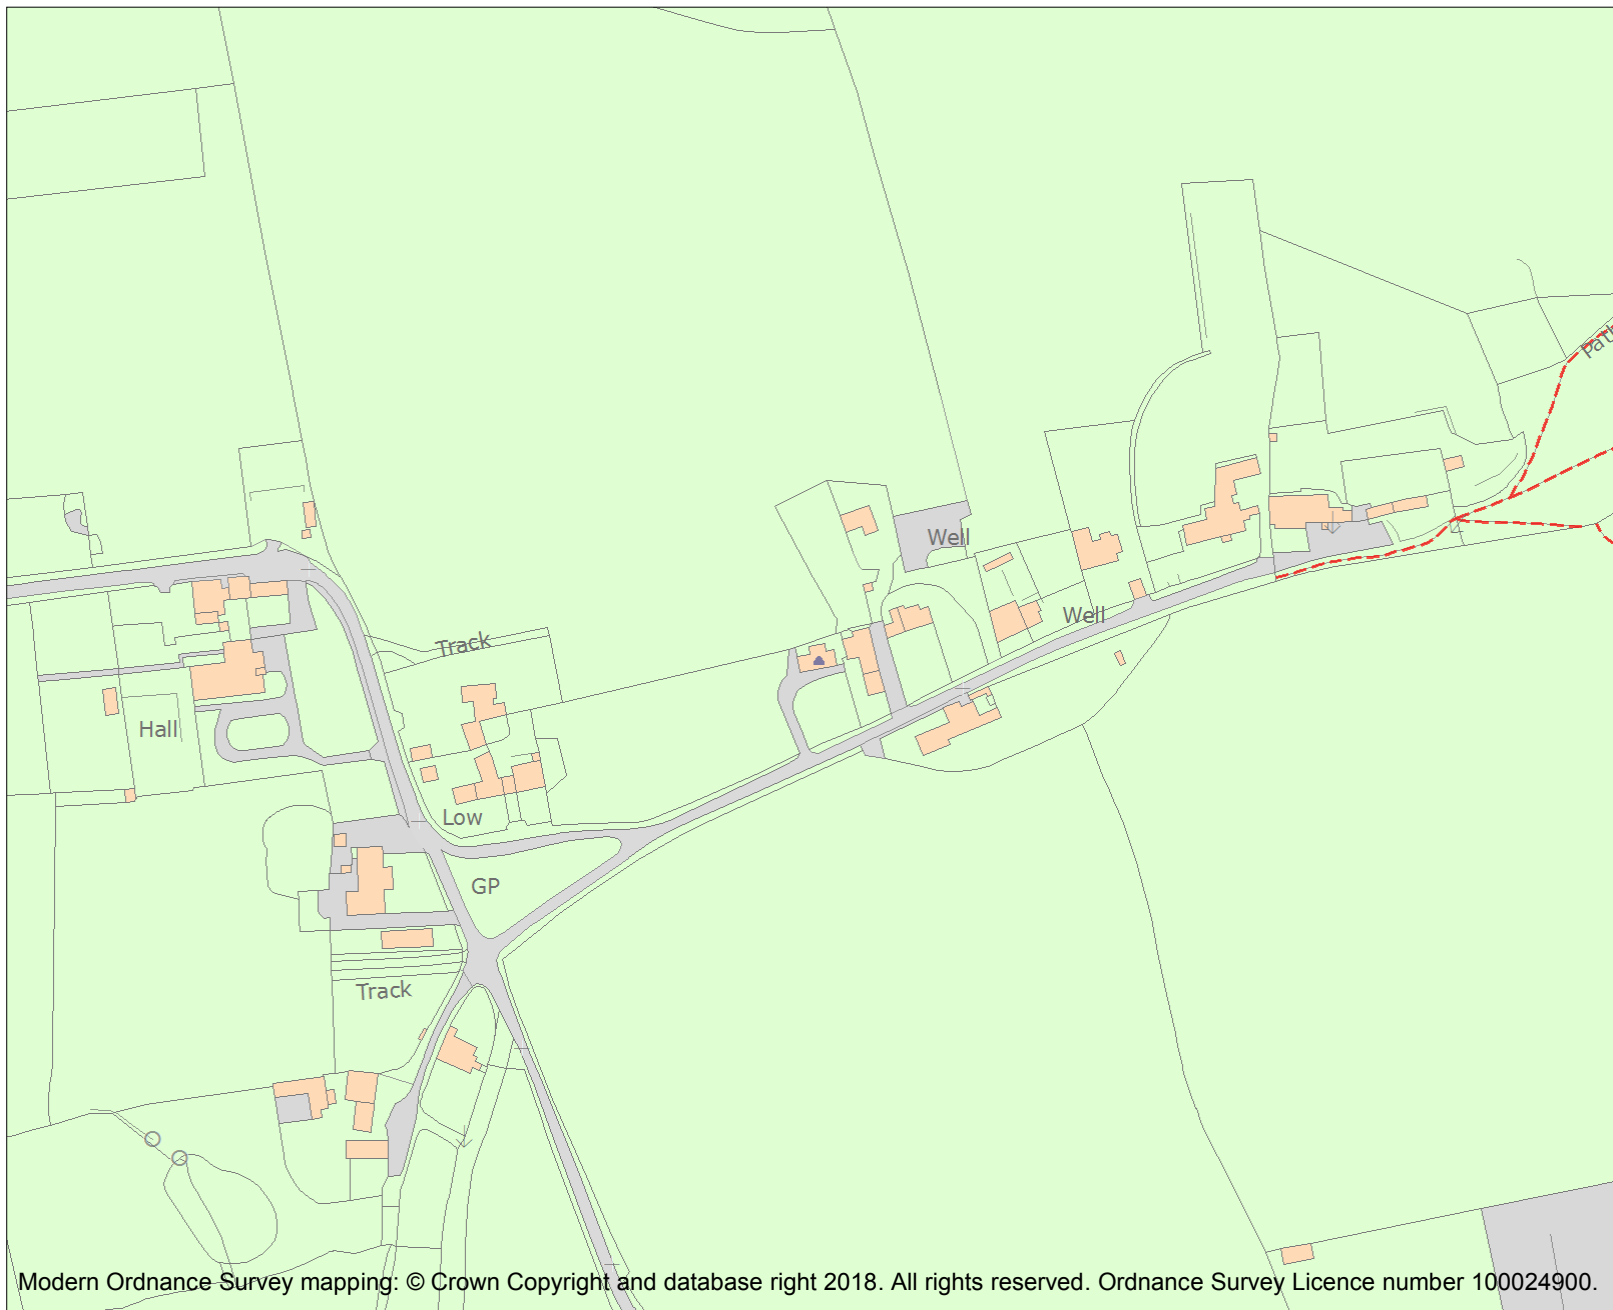 Path
Well
Well
Track
Hall
Low
GP
Track
Modern Ordnance Survey mapping: © Crown Copyright and database right 2018. All rights reserved. Ordnance Survey Licence number 100024900.